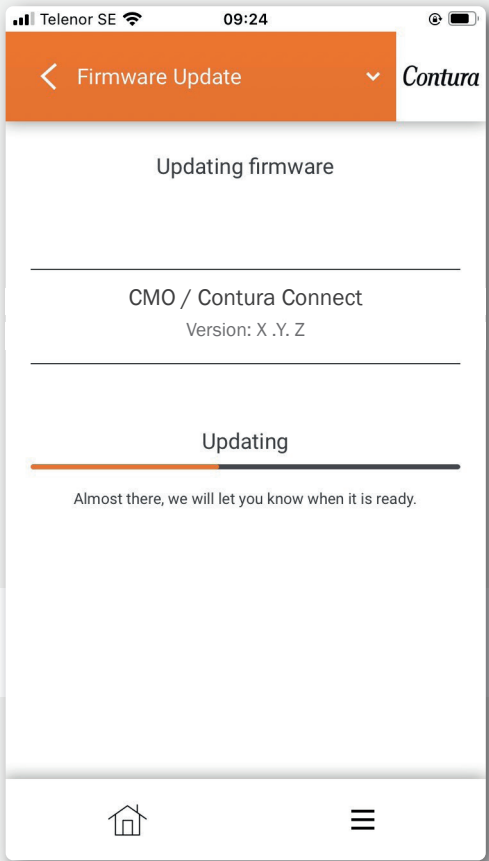 Telenor SE 09:24
Firmware Update
Contura
Updating firmware
CMO / Contura Connect
Version: X .Y. Z
Updating
Almost there, we will let you know when it is ready.